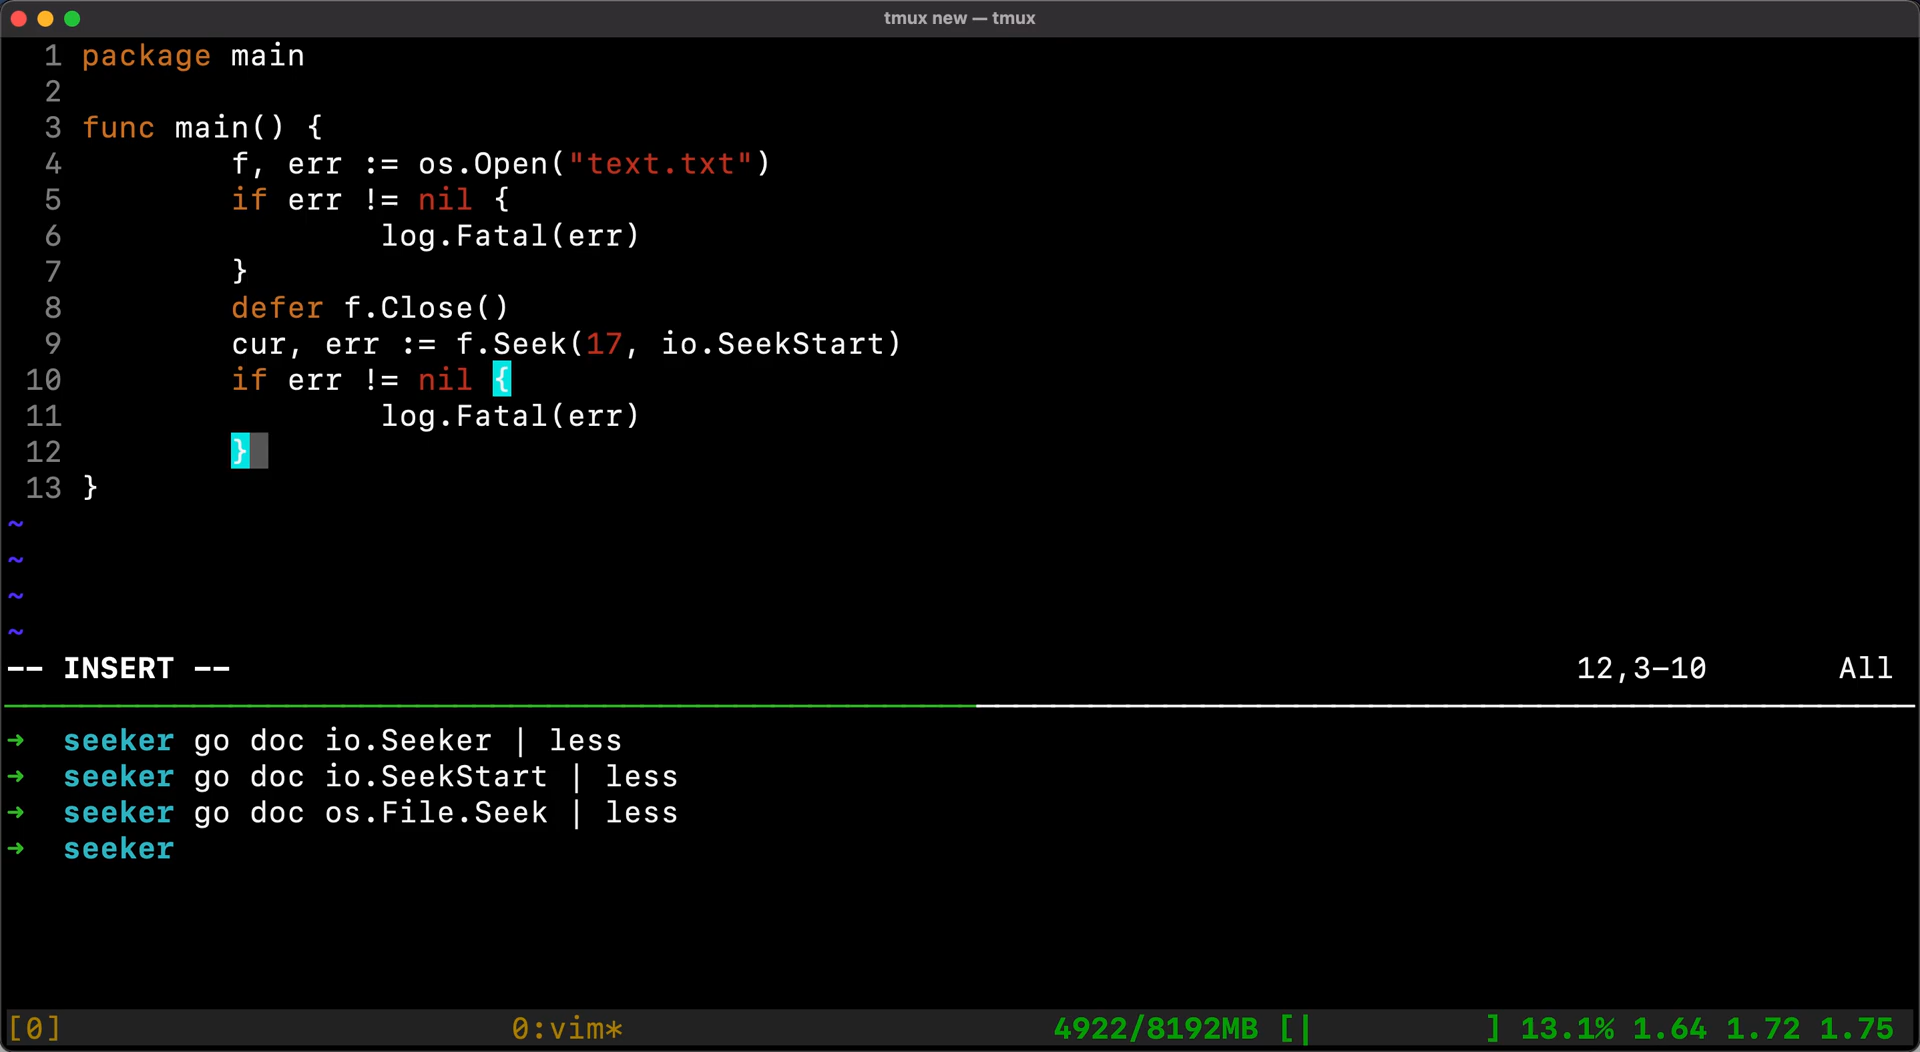 tmux new — tmux
1 package main
2
3 func main() {
4         f, err := os.Open("text.txt")
5         if err != nil {
6                 log.Fatal(err)
7         }
8         defer f.Close()
9         cur, err := f.Seek(17, io.SeekStart)
10         if err != nil {
11                 log.Fatal(err)
12         }
13 }
~
~
~
~
-- INSERT --                    12,3-10        All
➜  seeker go doc io.Seeker | less
➜  seeker go doc io.SeekStart | less
➜  seeker go doc os.File.Seek | less
➜  seeker
[0]    0:vim*    4922/8192MB [|         ] 13.1% 1.64 1.72 1.75